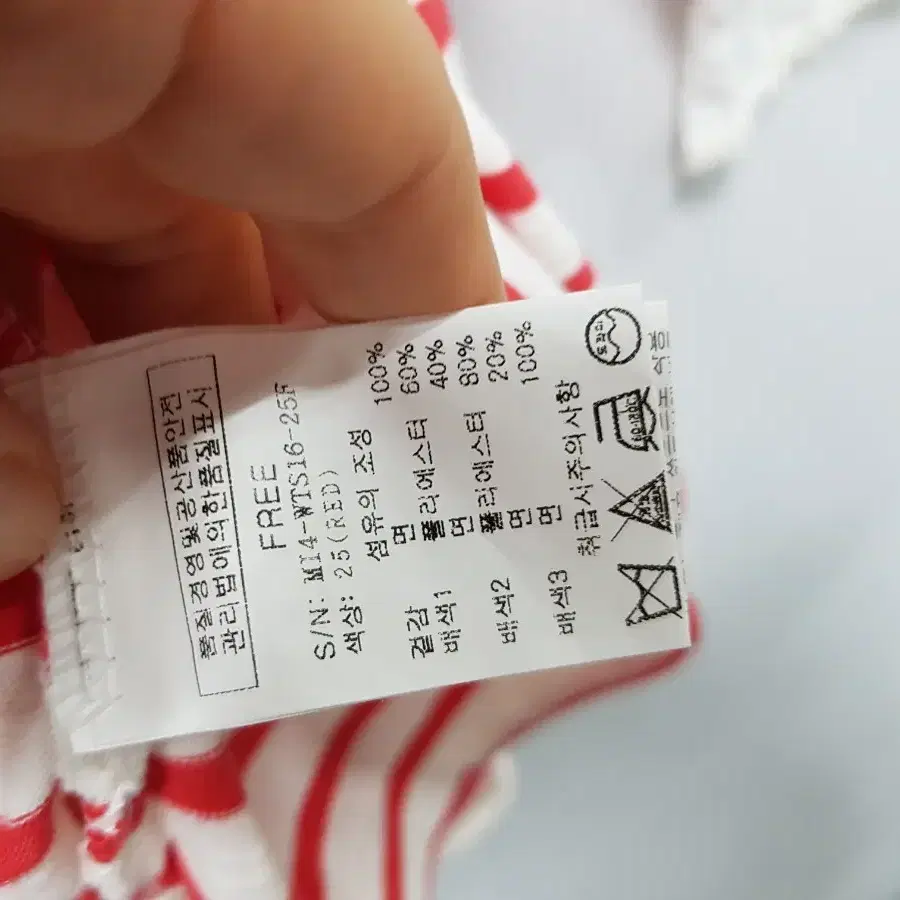 품질경영및공산품안전
관리법에의한품질표시
FREE
S/N: MI4-WTS16-25F
색상: 25(RED)
섬유의 조성
겉감 면 100%
배색1 폴리에스터 60%
면 40%
배색2 폴리에스터 80%
면 20%
배색3 면 100%
취급시주의사항